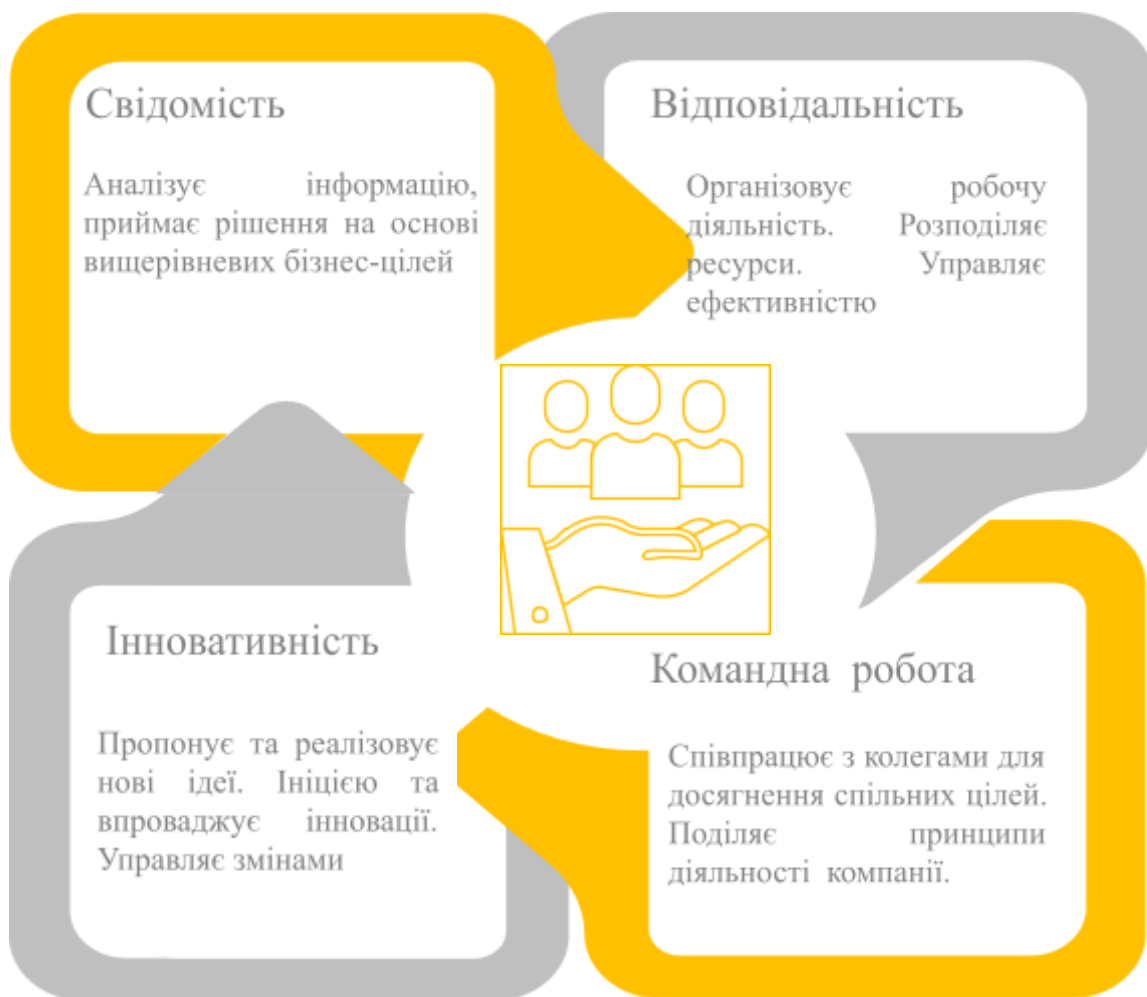 Свідомість
Аналізує інформацію,
приймає рішення на основі
вищерівневих бізнес-цілей
Відповідальність
Організовує робочу
діяльність. Розподіляє
ресурси. Управляє
ефективністю
Інновативність
Пропонує та реалізовує
нові ідеї. Ініцією та
впроваджує інновації.
Управляє змінами
Командна робота
Співпрацює з колегами для
досягнення спільних цілей.
Поділяє принципи
діяльності компанії.